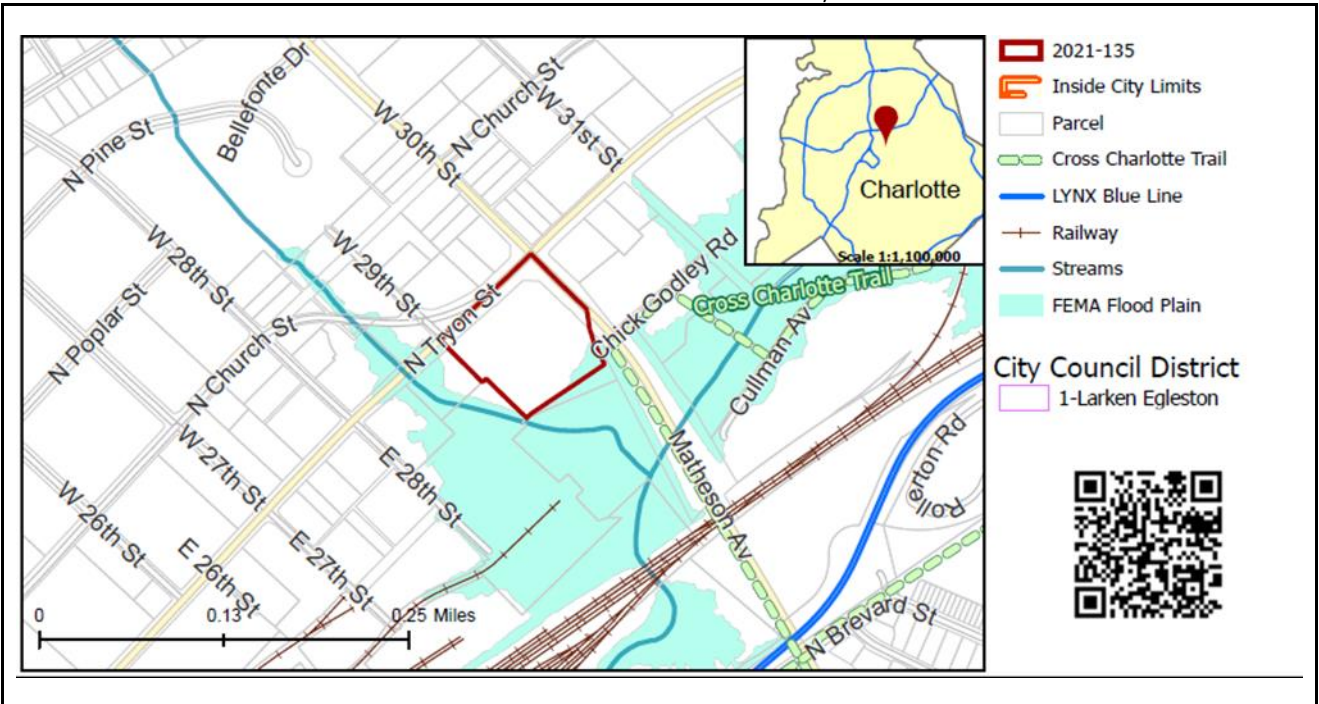 Bellefonte Dr
N Church St
W 31st St
W 30th St
N Pine St
Charlotte
Scale 1:1,100,000
W 29th St
W 28th St
Chick Godley Rd
Cross Charlotte Trail
N Tryon St
N Poplar St
N Church St
Cullman Av
W 27th St
E 28th St
Matheson Av
Rollerton Rd
W 26th St
E 27th St
E 26th St
N Brevard St
0 0.13 0.25 Miles
2021-135
Inside City Limits
Parcel
Cross Charlotte Trail
LYNX Blue Line
Railway
Streams
FEMA Flood Plain
City Council District
1-Larken Egleston